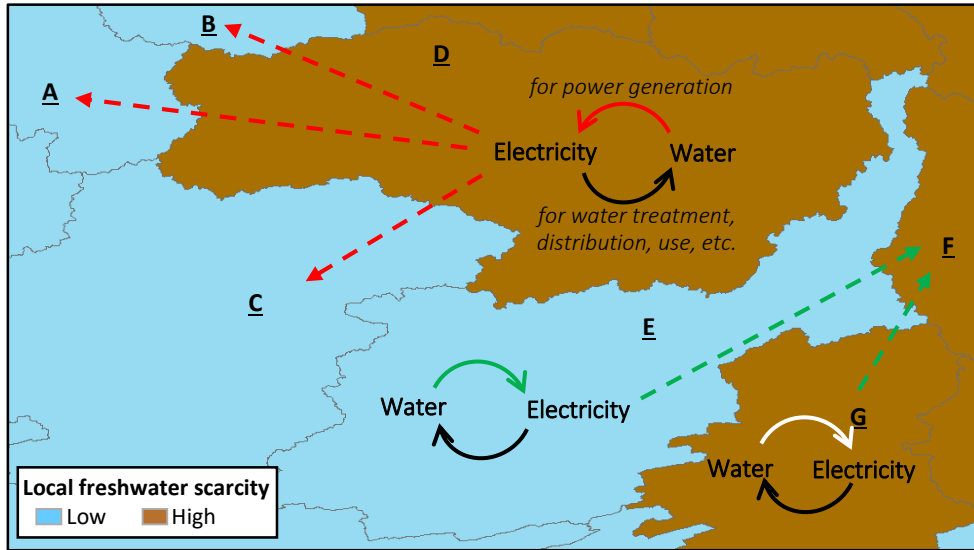 B
D
A
for power generation
Electricity
Water
for water treatment,
distribution, use, etc.
F
C
E
Water
Electricity
G
Water
Electricity
Local freshwater scarcity
Low
High